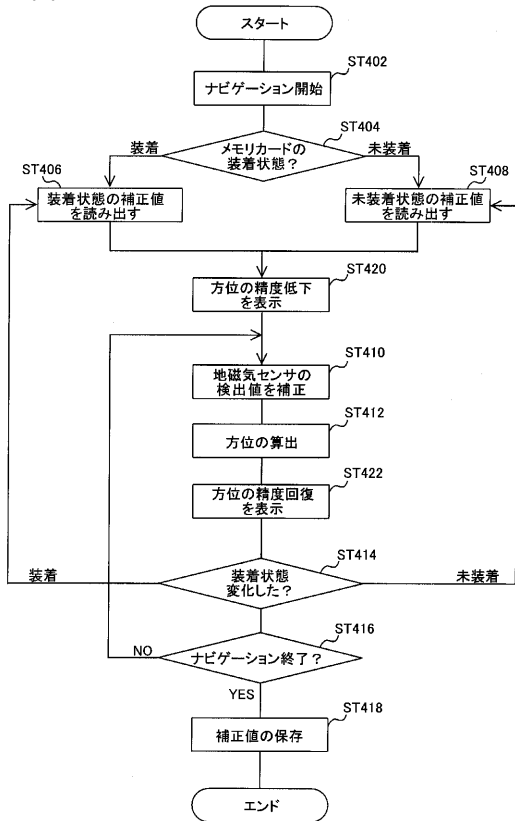 スタート
ST402
ナビゲーション開始
ST404
メモリカードの
装着状態？
装着
未装着
ST406
装着状態の補正値
を読み出す
ST408
未装着状態の補正値
を読み出す
ST420
方位の精度低下
を表示
ST410
地磁気センサの
検出値を補正
ST412
方位の算出
ST422
方位の精度回復
を表示
ST414
装着状態
変化した？
装着
未装着
ST416
ナビゲーション終了？
NO
YES
ST418
補正値の保存
エンド